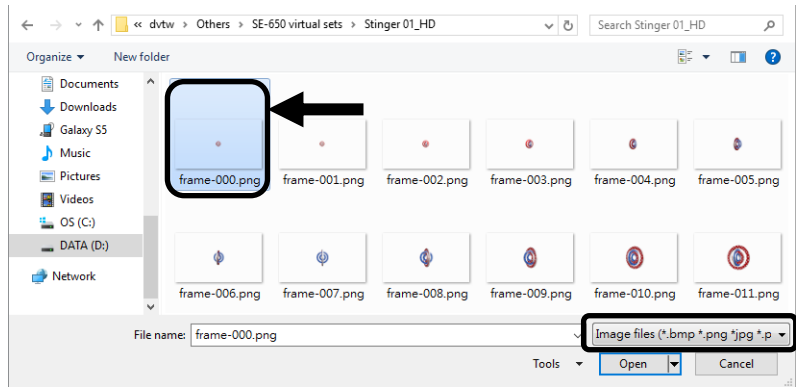 « dvtw > Others > SE-650 virtual sets > Stinger 01_HD
Search Stinger 01_HD
Organize
New folder
Documents
Downloads
Galaxy S5
Music
Pictures
Videos
OS (C:)
DATA (D:)
Network
frame-000.png frame-001.png frame-002.png frame-003.png frame-004.png frame-005.png
frame-006.png frame-007.png frame-008.png frame-009.png frame-010.png frame-011.png
File name: frame-000.png
Image files (*.bmp *.png *jpg *.p
Tools
Open
Cancel